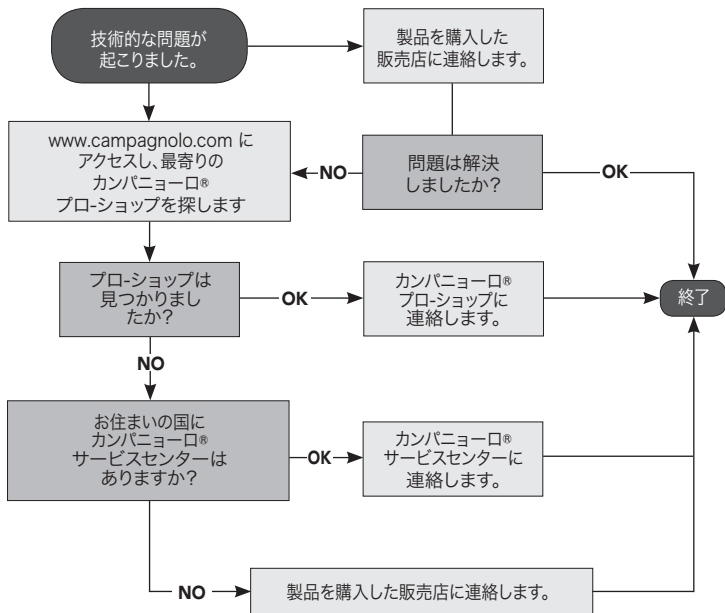 技術的な問題が
起こりました。
製品を購入した
販売店に連絡します。
www.campagnolo.com に
アクセスし、最寄りの
カンパニョーロ®
プロ-ショップを探します
NO
問題は解決
しましたか？
OK
プロ-ショップは
見つかりまし
たか？
OK
カンパニョーロ®
プロ-ショップに
連絡します。
終了
NO
お住まいの国に
カンパニョーロ®
サービスセンターは
ありますか？
OK
カンパニョーロ®
サービスセンターに
連絡します。
NO
製品を購入した販売店に連絡します。